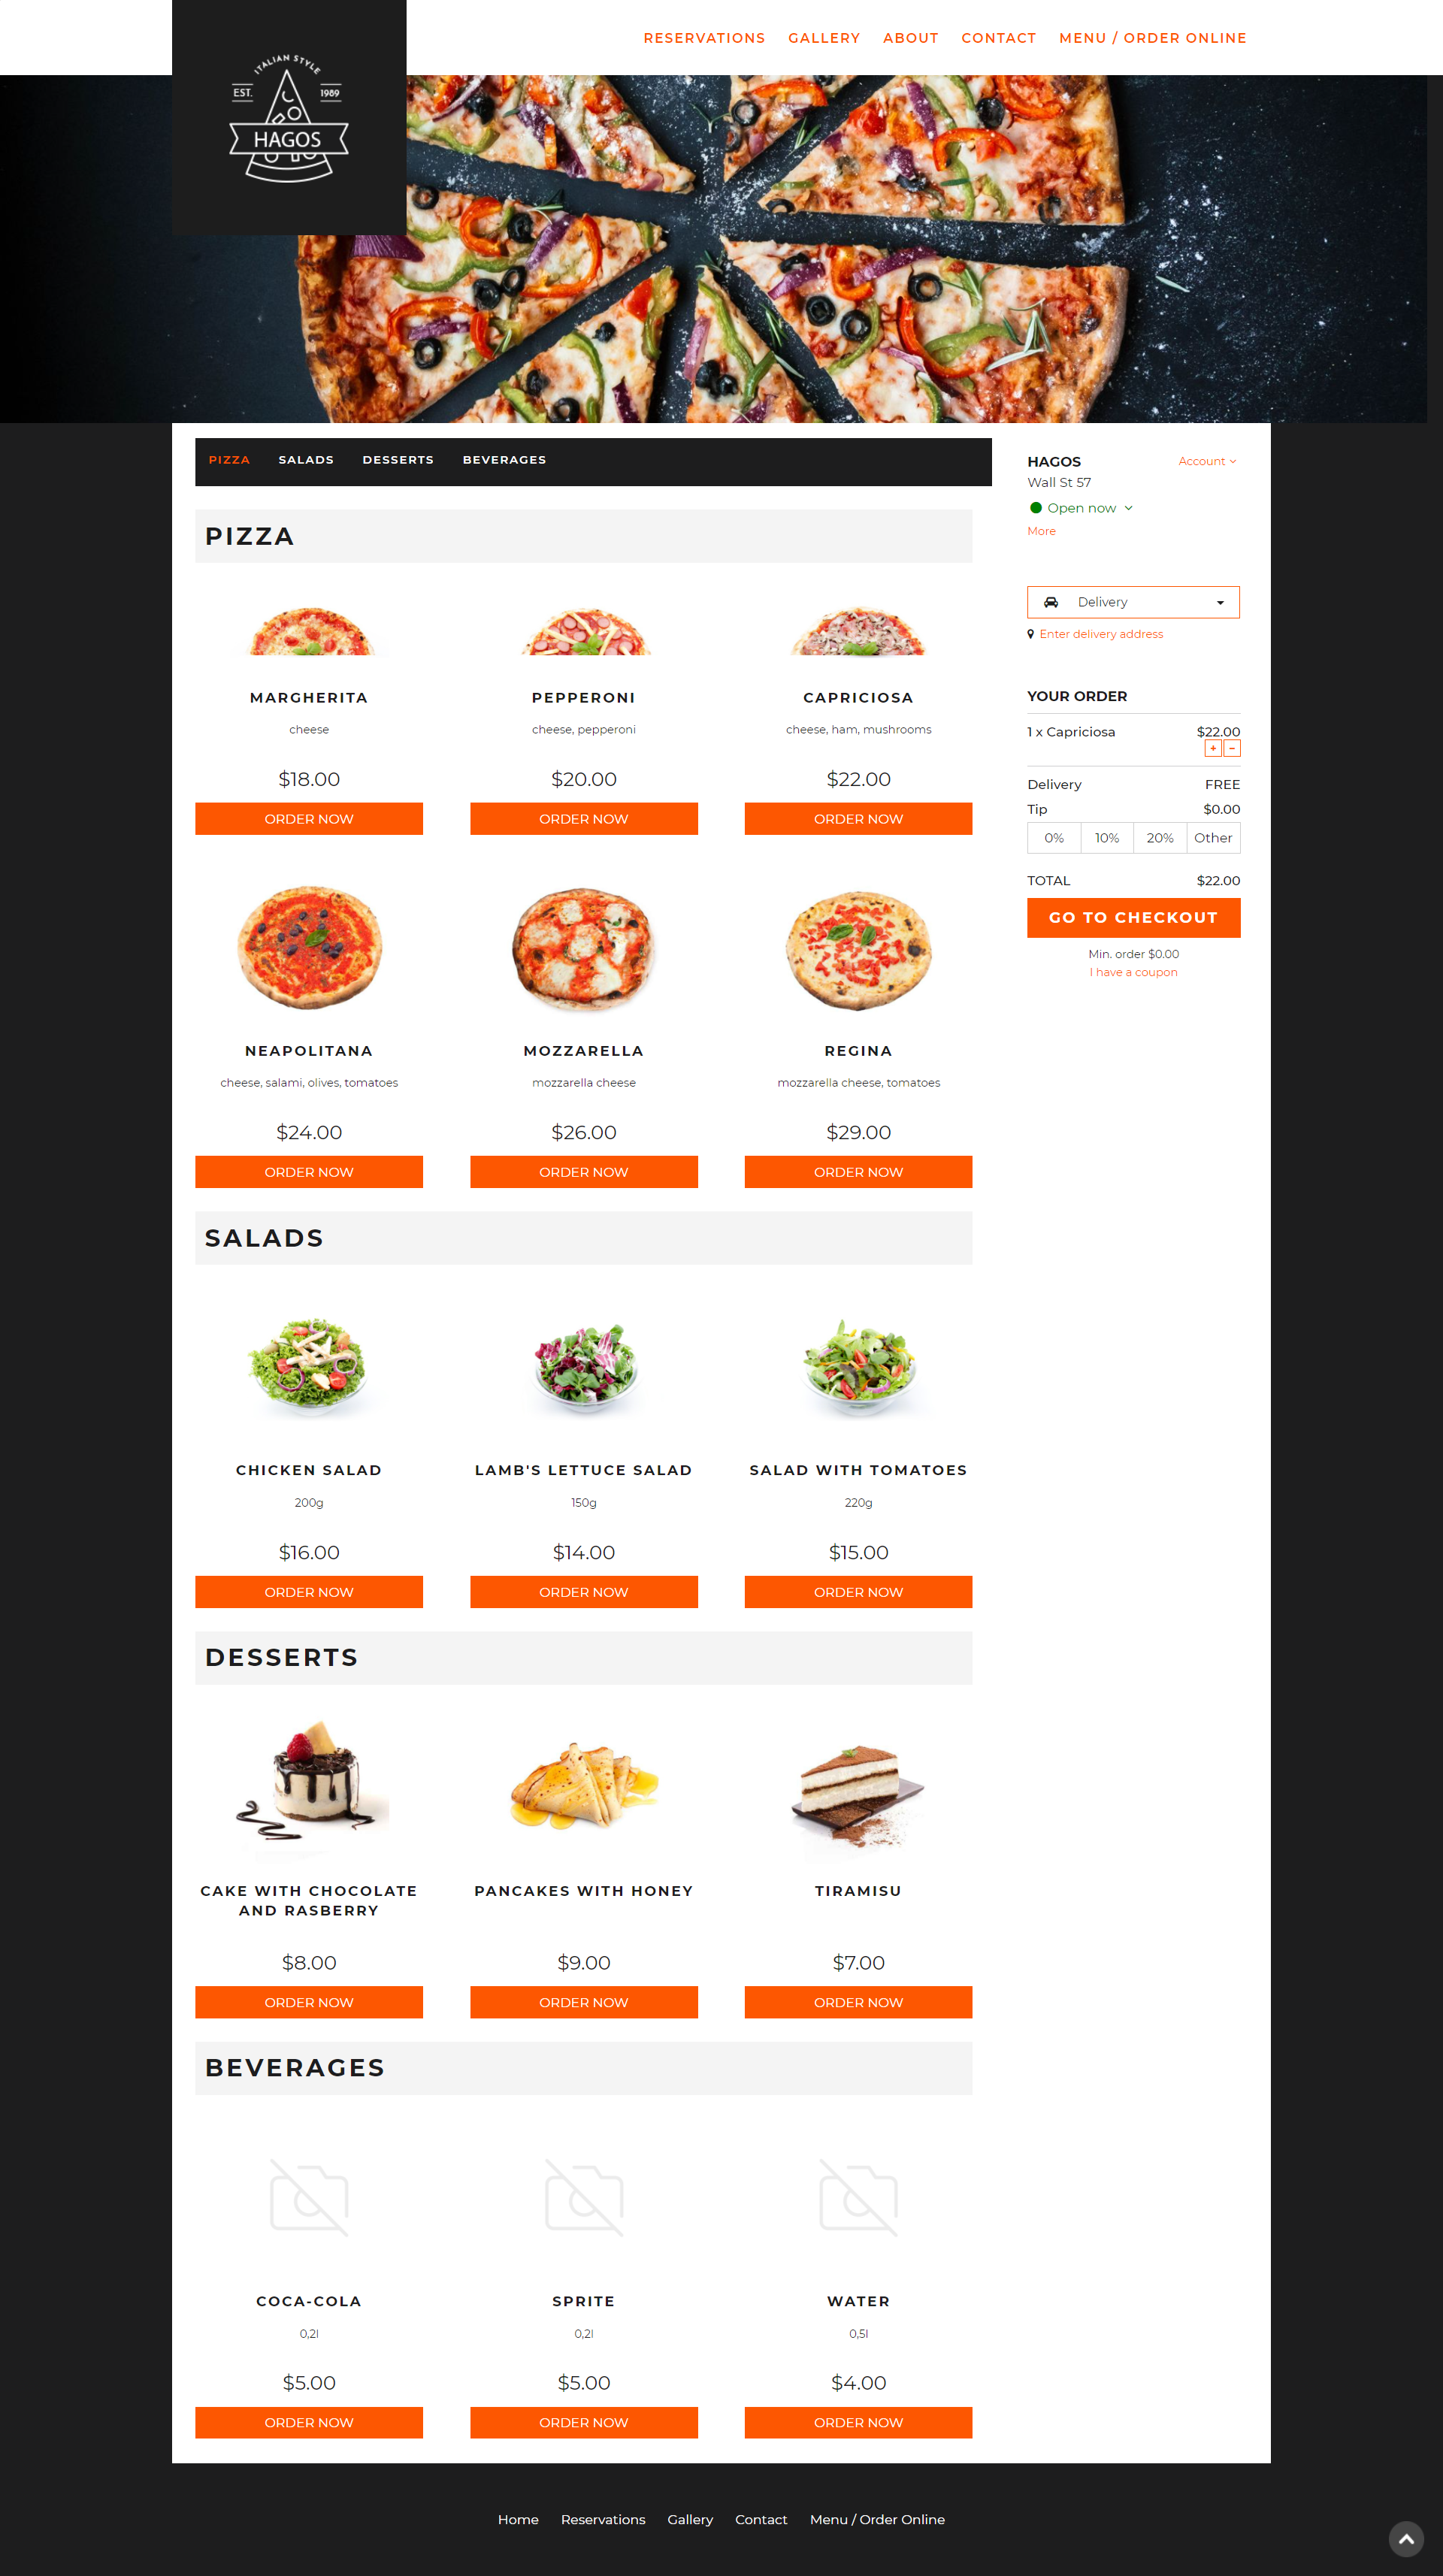 RESERVATIONS GALLERY ABOUT CONTACT MENU / ORDER ONLINE
ITALIAN STYLE
EST. 1989
HAGOS
PIZZA SALADS DESSERTS BEVERAGES
HAGOS Account
Wall St 57
Open now
More
Delivery
Enter delivery address
YOUR ORDER
1 x Capriciosa $22.00
+ −
Delivery FREE
Tip $0.00
0% 10% 20% Other
TOTAL $22.00
GO TO CHECKOUT
Min. order $0.00
I have a coupon
PIZZA
MARGHERITA PEPPERONI CAPRICIOSA
cheese cheese, pepperoni cheese, ham, mushrooms
$18.00 $20.00 $22.00
ORDER NOW ORDER NOW ORDER NOW
NEAPOLITANA MOZZARELLA REGINA
cheese, salami, olives, tomatoes mozzarella cheese mozzarella cheese, tomatoes
$24.00 $26.00 $29.00
ORDER NOW ORDER NOW ORDER NOW
SALADS
CHICKEN SALAD LAMB'S LETTUCE SALAD SALAD WITH TOMATOES
200g 150g 220g
$16.00 $14.00 $15.00
ORDER NOW ORDER NOW ORDER NOW
DESSERTS
CAKE WITH CHOCOLATE PANCAKES WITH HONEY TIRAMISU
AND RASBERRY
$8.00 $9.00 $7.00
ORDER NOW ORDER NOW ORDER NOW
BEVERAGES
COCA-COLA SPRITE WATER
0,2l 0,2l 0,5l
$5.00 $5.00 $4.00
ORDER NOW ORDER NOW ORDER NOW
Home Reservations Gallery Contact Menu / Order Online